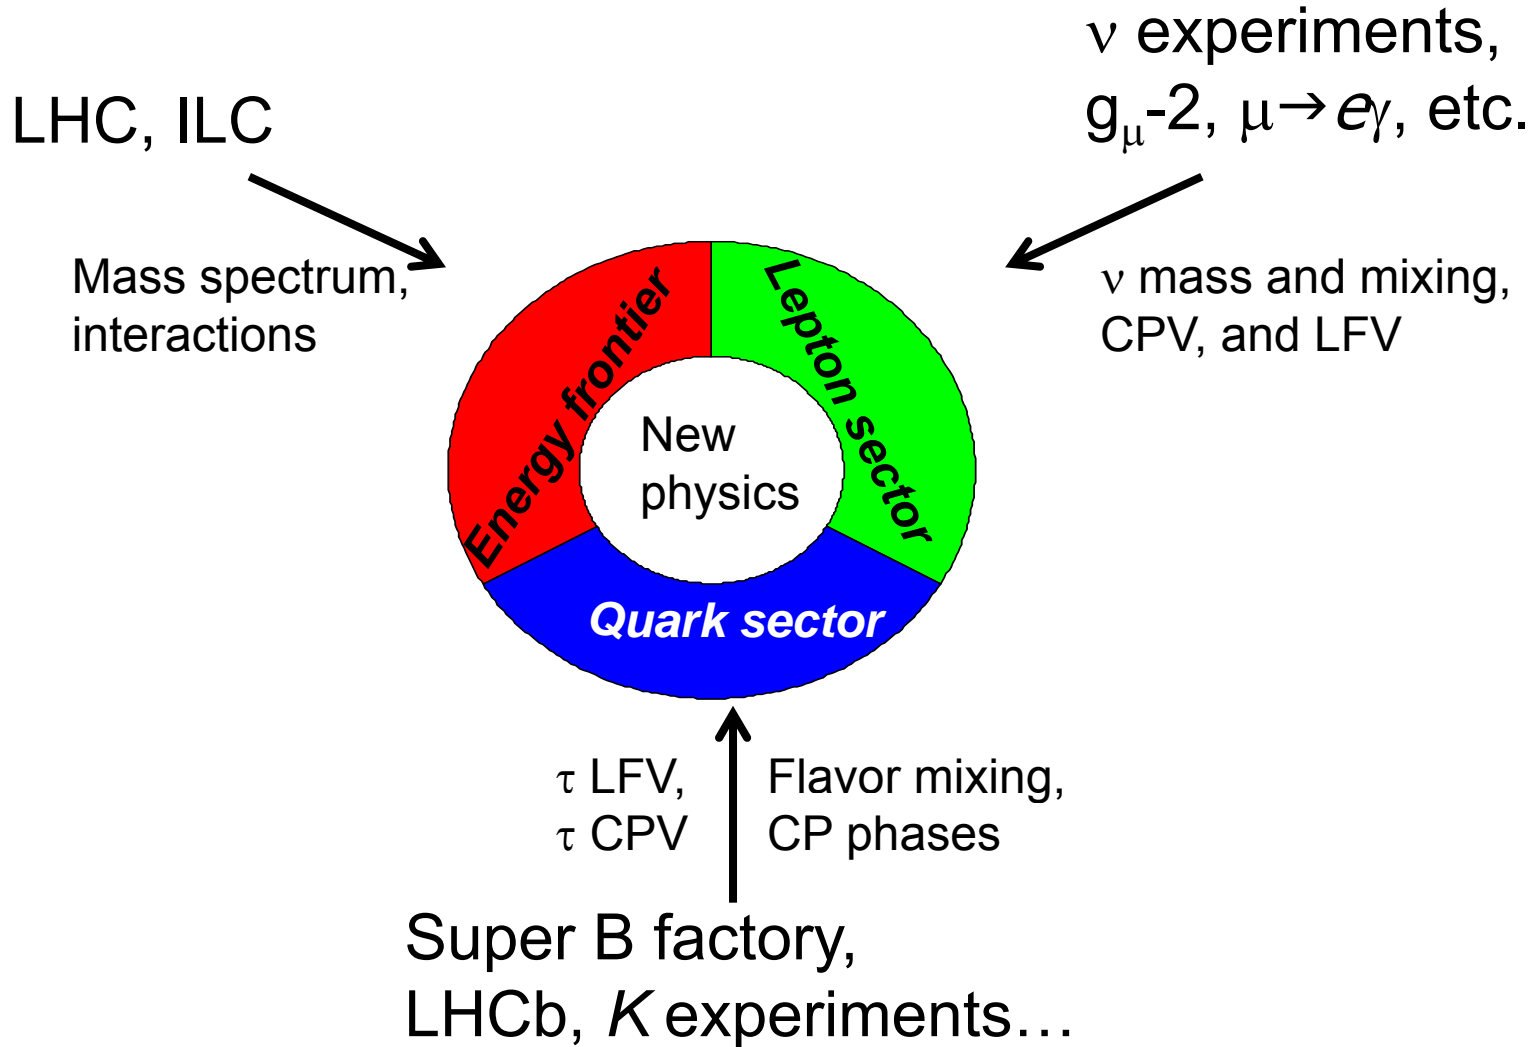 LHC, ILC
ν experiments,
gμ-2, μ→eγ, etc.
Mass spectrum,
interactions
ν mass and mixing,
CPV, and LFV
Energy frontier
Lepton sector
New
physics
Quark sector
τ LFV,
τ CPV
Flavor mixing,
CP phases
Super B factory,
LHCb, K experiments…